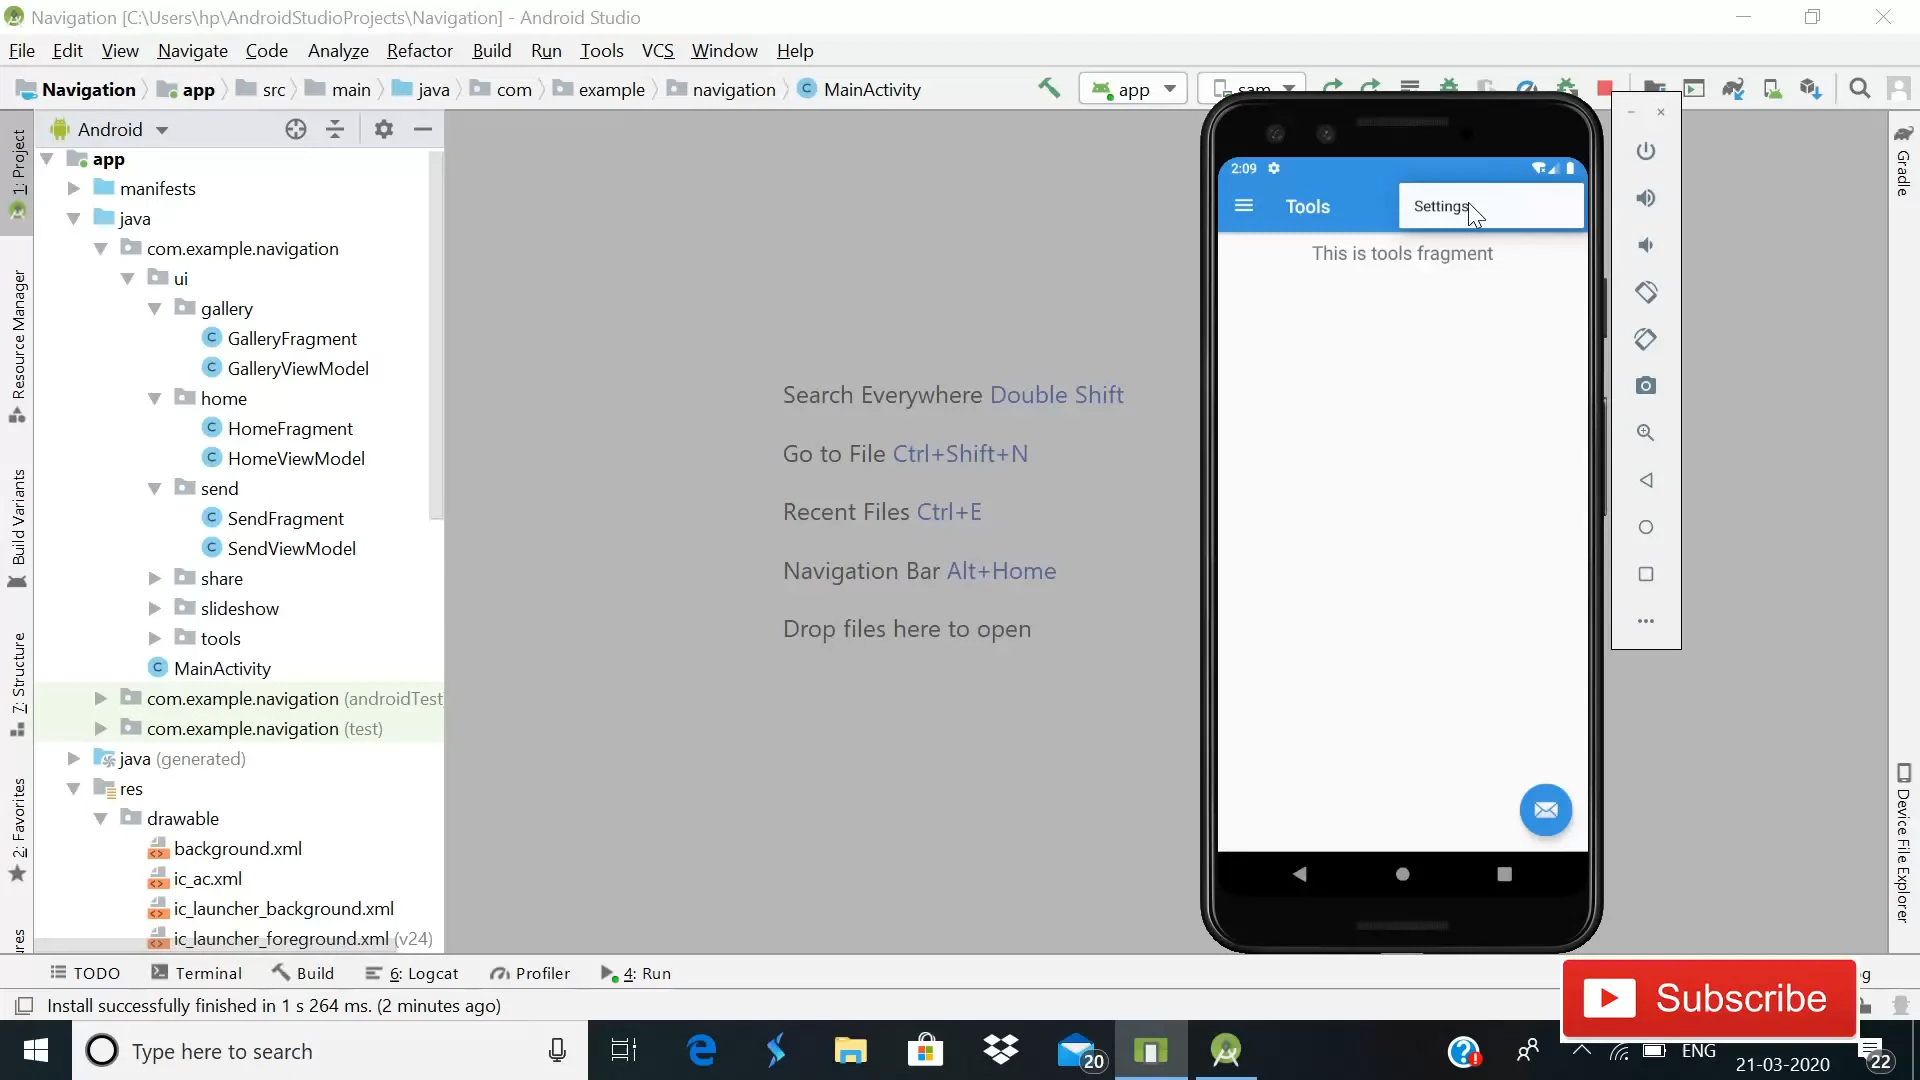 Navigation [C:\Users\hp\AndroidStudioProjects\Navigation] - Android Studio
File Edit View Navigate Code Analyze Refactor Build Run Tools VCS Window Help
Navigation app src main java com example navigation MainActivity
app
sam
Android
1: Project
Resource Manager
Build Variants
7: Structure
2: Favorites
app
manifests
java
com.example.navigation
ui
gallery
GalleryFragment
GalleryViewModel
home
HomeFragment
HomeViewModel
send
SendFragment
SendViewModel
share
slideshow
tools
MainActivity
com.example.navigation (androidTest
com.example.navigation (test)
java (generated)
res
drawable
background.xml
ic_ac.xml
ic_launcher_background.xml
ic_launcher_foreground.xml (v24)
Search Everywhere Double Shift
Go to File Ctrl+Shift+N
Recent Files Ctrl+E
Navigation Bar Alt+Home
Drop files here to open
2:09
Tools
Settings
This is tools fragment
Gradle
Device File Explorer
TODO Terminal Build 6: Logcat Profiler 4: Run
Install successfully finished in 1 s 264 ms. (2 minutes ago)
Subscribe
Type here to search
20
ENG
21-03-2020
22